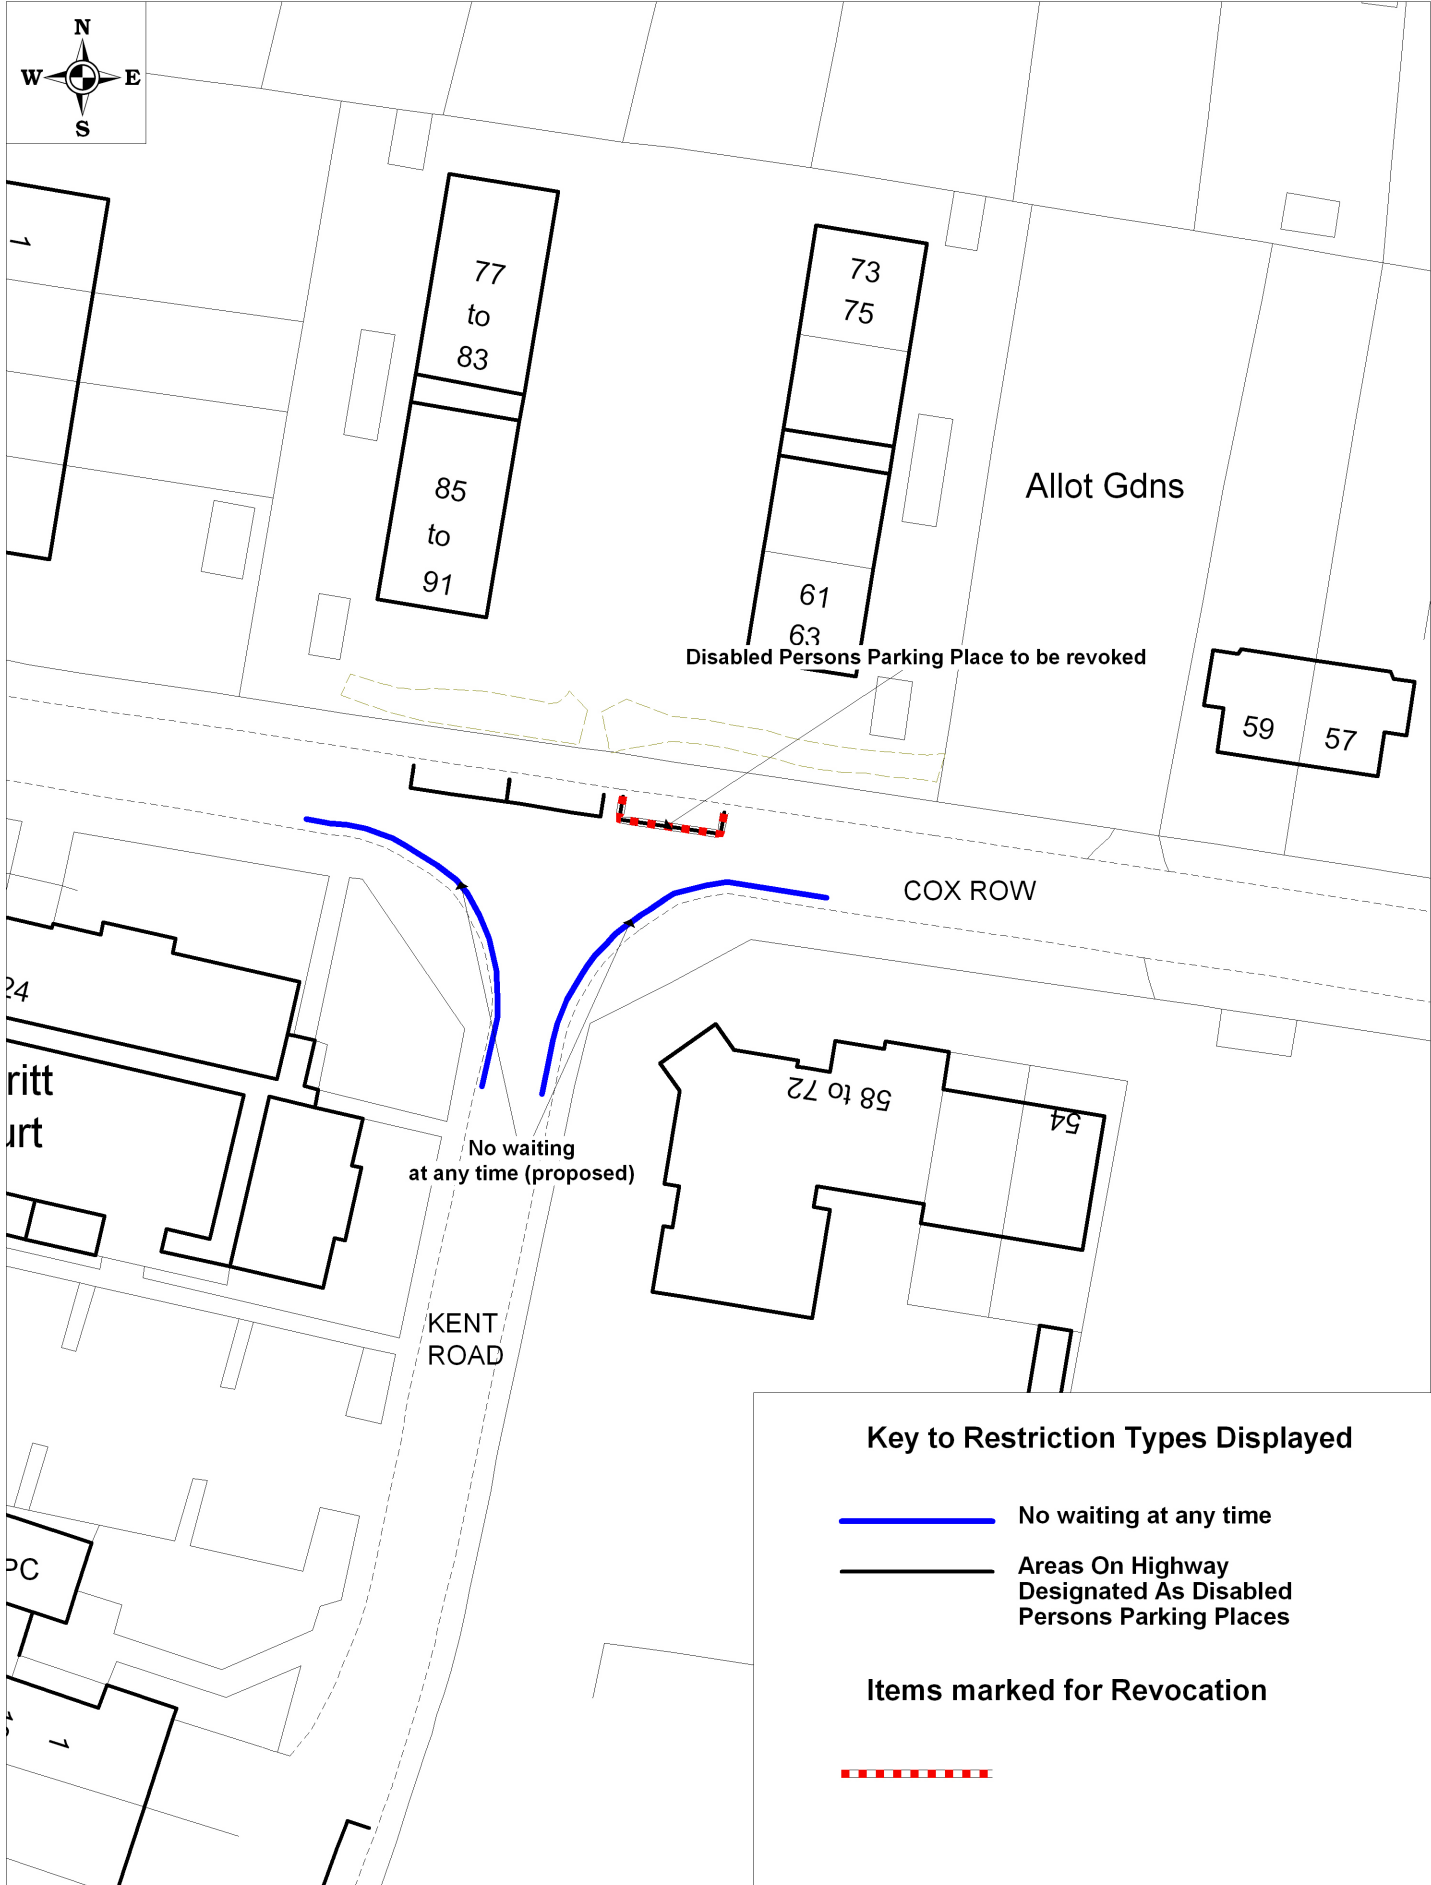 N
W E
S
1
77
to
83
73
75
85
to
91
Allot Gdns
61
63
Disabled Persons Parking Place to be revoked
59
57
COX ROW
24
ritt
urt
58 to 72
54
No waiting
at any time (proposed)
KENT
ROAD
Key to Restriction Types Displayed
No waiting at any time
Areas On Highway
Designated As Disabled
Persons Parking Places
PC
Items marked for Revocation
1